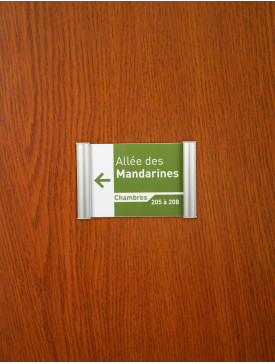 Allée des
Mandarines
Chambres
205 à 208